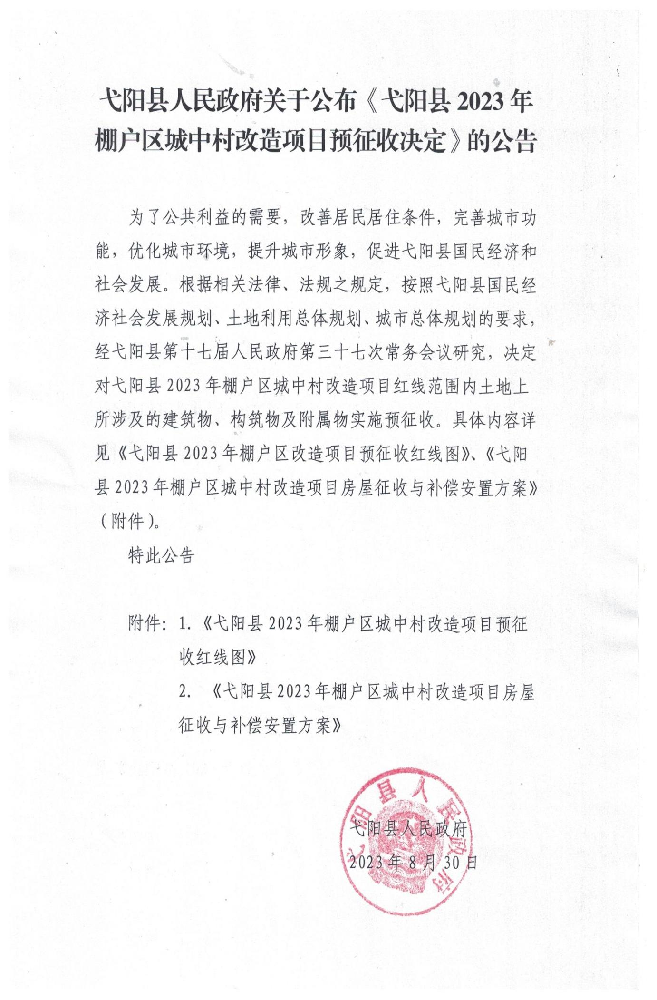 弋阳县人民政府关于公布《弋阳县 2023 年
棚户区城中村改造项目预征收决定》的公告
为了公共利益的需要，改善居民居住条件，完善城市功
能，优化城市环境，提升城市形象，促进弋阳县国民经济和
社会发展。根据相关法律、法规之规定，按照弋阳县国民经
济社会发展规划、土地利用总体规划、城市总体规划的要求，
经弋阳县第十七届人民政府第三十七次常务会议研究，决定
对弋阳县 2023 年棚户区城中村改造项目红线范围内土地上
所涉及的建筑物、构筑物及附属物实施预征收。具体内容详
见《弋阳县 2023 年棚户区改造项目预征收红线图》、《弋阳
县 2023 年棚户区城中村改造项目房屋征收与补偿安置方案》
（附件）。
特此公告
附件：1. 《弋阳县 2023 年棚户区城中村改造项目预征
收红线图》
2. 《弋阳县 2023 年棚户区城中村改造项目房屋
征收与补偿安置方案》
弋阳县人民政府
弋阳县人民政府
2023 年 8 月 30 日